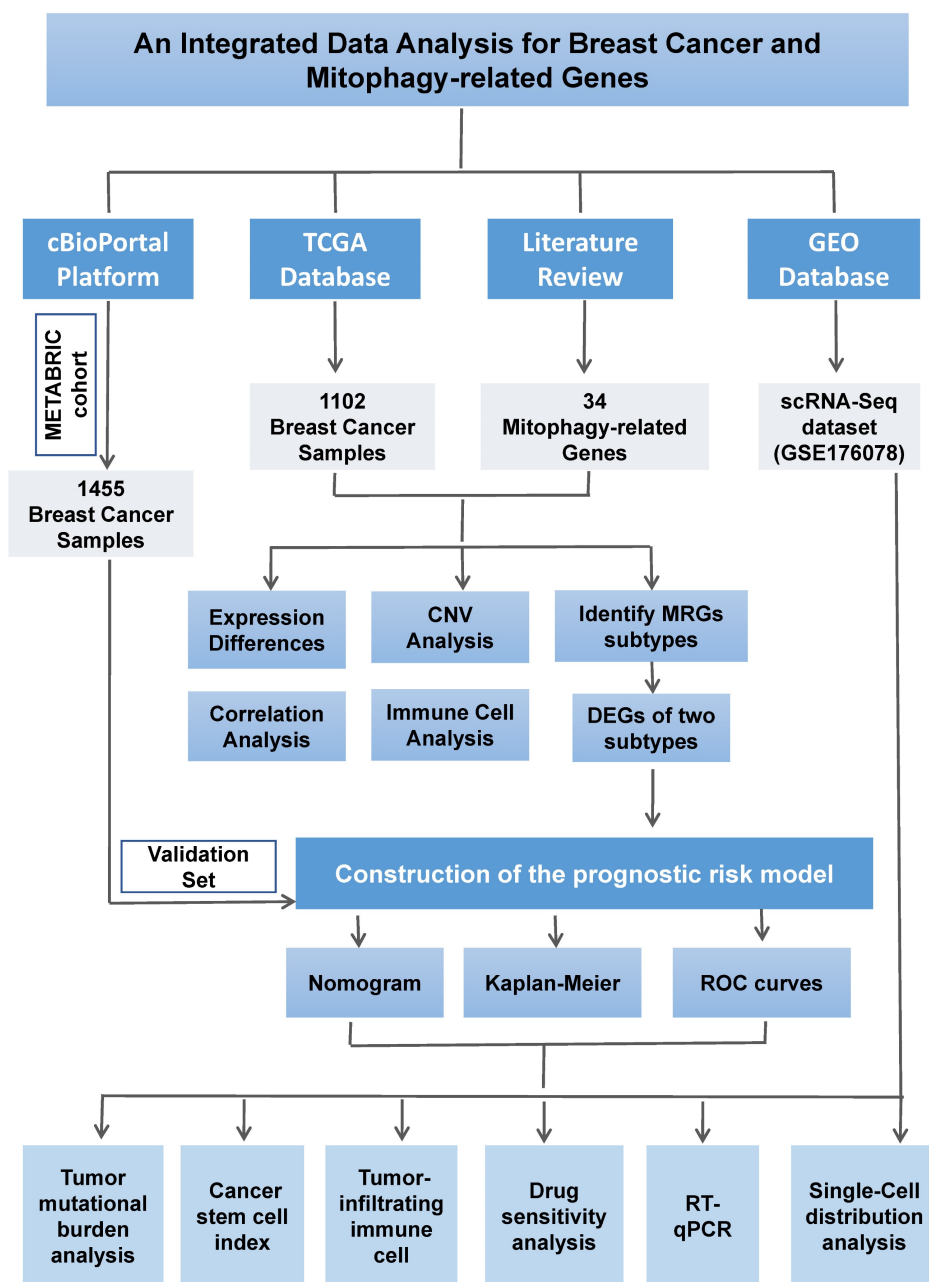 An Integrated Data Analysis for Breast Cancer and
Mitophagy-related Genes
cBioPortal
Platform
TCGA
Database
Literature
Review
GEO
Database
METABRIC
cohort
1102
Breast Cancer
Samples
34
Mitophagy-related
Genes
scRNA-Seq
dataset
(GSE176078)
1455
Breast Cancer
Samples
Expression
Differences
CNV
Analysis
Identify MRGs
subtypes
Correlation
Analysis
Immune Cell
Analysis
DEGs of two
subtypes
Validation
Set
Construction of the prognostic risk model
Nomogram
Kaplan-Meier
ROC curves
Tumor
mutational
burden
analysis
Cancer
stem cell
index
Tumor-
infiltrating
immune
cell
Drug
sensitivity
analysis
RT-
qPCR
Single-Cell
distribution
analysis